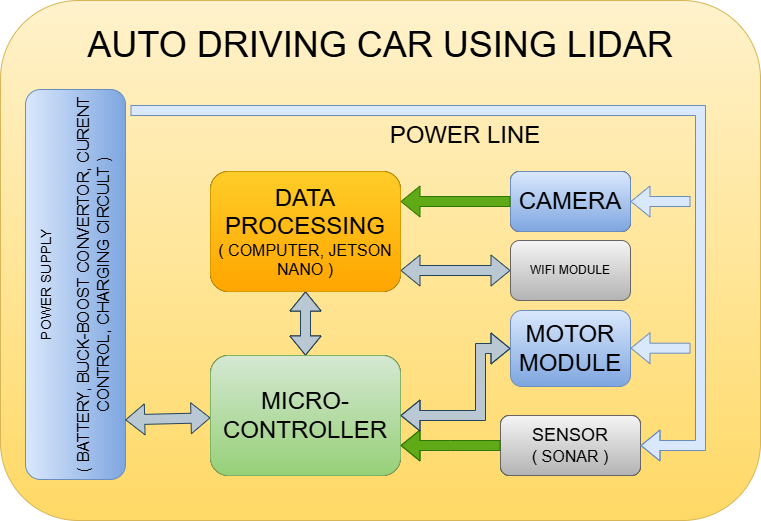 AUTO DRIVING CAR USING LIDAR
POWER LINE
POWER SUPPLY
( BATTERY, BUCK-BOOST CONVERTOR, CURENT
CONTROL, CHARGING CIRCULT )
DATA
PROCESSING
( COMPUTER, JETSON
NANO )
CAMERA
WIFI MODULE
MOTOR
MODULE
MICRO-
CONTROLLER
SENSOR
( SONAR )